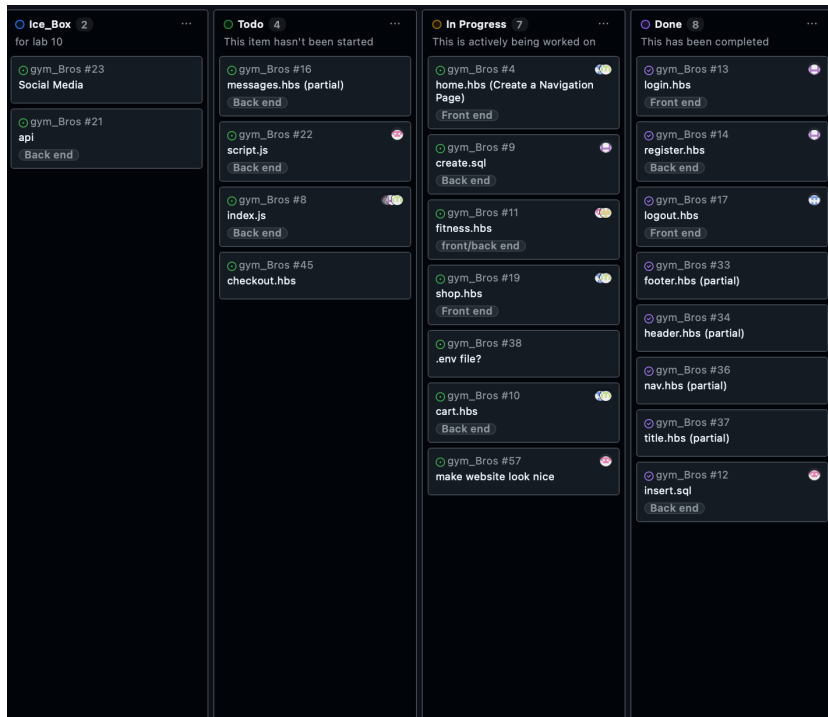 Ice_Box 2
for lab 10
gym_Bros #23
Social Media
gym_Bros #21
api
Back end
Todo 4
This item hasn't been started
gym_Bros #16
messages.hbs (partial)
Back end
gym_Bros #22
script.js
Back end
gym_Bros #8
index.js
Back end
gym_Bros #45
checkout.hbs
In Progress 7
This is actively being worked on
gym_Bros #4
home.hbs (Create a Navigation
Page)
Front end
gym_Bros #9
create.sql
Back end
gym_Bros #11
fitness.hbs
front/back end
gym_Bros #19
shop.hbs
Front end
gym_Bros #38
.env file?
gym_Bros #10
cart.hbs
Back end
gym_Bros #57
make website look nice
Done 8
This has been completed
gym_Bros #13
login.hbs
Front end
gym_Bros #14
register.hbs
Back end
gym_Bros #17
logout.hbs
Front end
gym_Bros #33
footer.hbs (partial)
gym_Bros #34
header.hbs (partial)
gym_Bros #36
nav.hbs (partial)
gym_Bros #37
title.hbs (partial)
gym_Bros #12
insert.sql
Back end